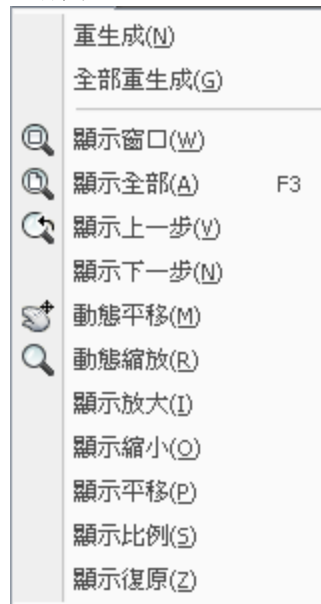 重生成(N)
全部重生成(G)
顯示窗口(W)
顯示全部(A) F3
顯示上一步(V)
顯示下一步(N)
動態平移(M)
動態縮放(R)
顯示放大(I)
顯示縮小(O)
顯示平移(P)
顯示比例(S)
顯示復原(Z)